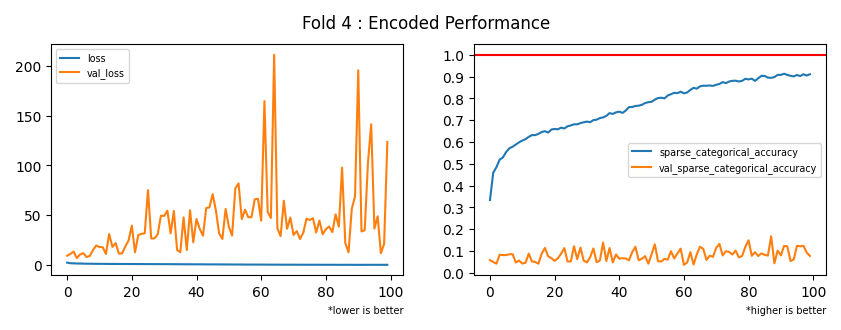 Fold 4 : Encoded Performance
200
150
100
50
0
loss
val_loss
0 20 40 60 80 100
*lower is better
1.0
0.9
0.8
0.7
0.6
0.5
0.4
0.3
0.2
0.1
0.0
sparse_categorical_accuracy
val_sparse_categorical_accuracy
0 20 40 60 80 100
*higher is better